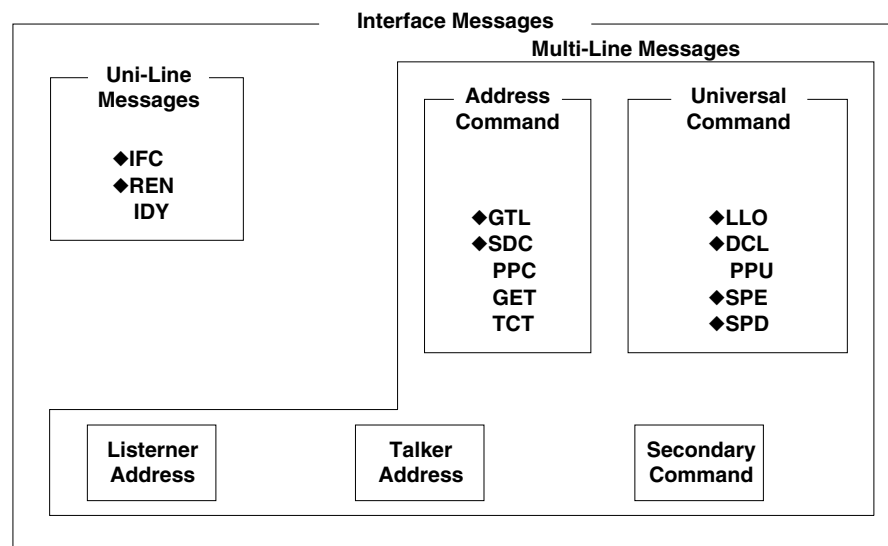 Interface Messages
Multi-Line Messages
Uni-Line
Messages
◆IFC
◆REN
IDY
Address
Command
◆GTL
◆SDC
PPC
GET
TCT
Universal
Command
◆LLO
◆DCL
PPU
◆SPE
◆SPD
Listerner
Address
Talker
Address
Secondary
Command